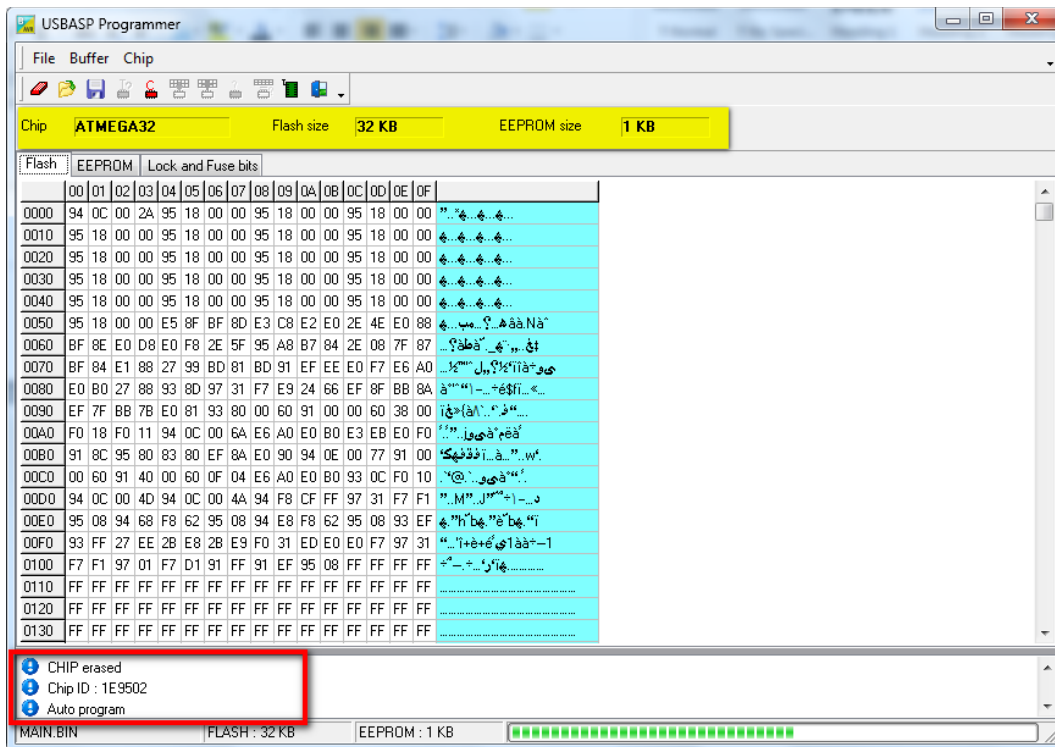 USBASP Programmer
File Buffer Chip
Chip ATMEGA32 Flash size 32 KB EEPROM size 1 KB
Flash EEPROM Lock and Fuse bits
00 01 02 03 04 05 06 07 08 09 0A 0B 0C 0D 0E 0F
0000 94 0C 00 2A 95 18 00 00 95 18 00 00 95 18 00 00
0010 95 18 00 00 95 18 00 00 95 18 00 00 95 18 00 00
0020 95 18 00 00 95 18 00 00 95 18 00 00 95 18 00 00
0030 95 18 00 00 95 18 00 00 95 18 00 00 95 18 00 00
0040 95 18 00 00 95 18 00 00 95 18 00 00 95 18 00 00
0050 95 18 00 00 E5 8F BF 8D E3 C8 E2 E0 2E 4E E0 88
0060 BF 8E E0 D8 E0 F8 2E 5F 95 A8 B7 84 2E 08 7F 87
0070 BF 84 E1 88 27 99 BD 81 BD 91 EF EE E0 F7 E6 A0
0080 E0 B0 27 88 93 8D 97 31 F7 E9 24 66 EF 8F BB 8A
0090 EF 7F BB 7B E0 81 93 80 00 60 91 00 00 60 38 00
00A0 F0 18 F0 11 94 0C 00 6A E6 A0 E0 B0 E3 EB E0 F0
00B0 91 8C 95 80 83 80 EF 8A E0 90 94 0E 00 77 91 00
00C0 00 60 91 40 00 60 0F 04 E6 A0 E0 B0 93 0C F0 10
00D0 94 0C 00 4D 94 0C 00 4A 94 F8 CF FF 97 31 F7 F1
00E0 95 08 94 68 F8 62 95 08 94 E8 F8 62 95 08 93 EF
00F0 93 FF 27 EE 2B E8 2B E9 F0 31 ED E0 E0 F7 97 31
0100 F7 F1 97 01 F7 D1 91 FF 91 EF 95 08 FF FF FF FF
0110 FF FF FF FF FF FF FF FF FF FF FF FF FF FF FF FF
0120 FF FF FF FF FF FF FF FF FF FF FF FF FF FF FF FF
0130 FF FF FF FF FF FF FF FF FF FF FF FF FF FF FF FF
CHIP erased
Chip ID : 1E9502
Auto program
MAIN.BIN FLASH : 32 KB EEPROM : 1 KB